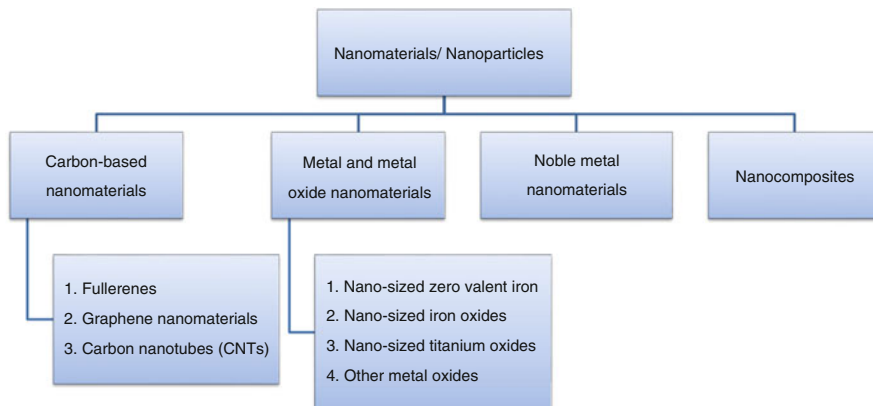 Nanomaterials/ Nanoparticles
Carbon-based
nanomaterials
Metal and metal
oxide nanomaterials
Noble metal
nanomaterials
Nanocomposites
1. Fullerenes
2. Graphene nanomaterials
3. Carbon nanotubes (CNTs)
1. Nano-sized zero valent iron
2. Nano-sized iron oxides
3. Nano-sized titanium oxides
4. Other metal oxides